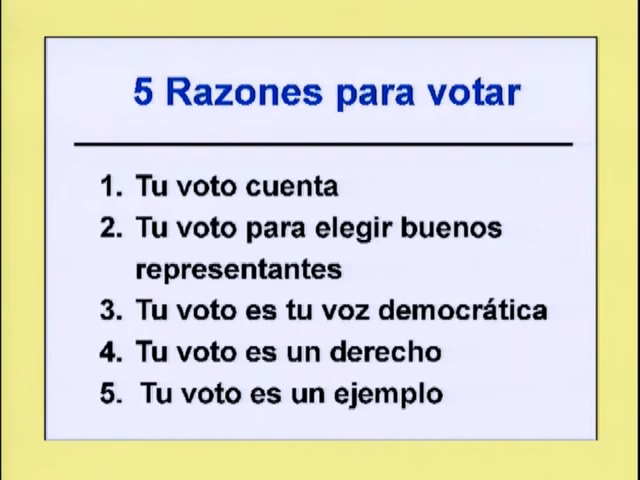 5 Razones para votar
1. Tu voto cuenta
2. Tu voto para elegir buenos
representantes
3. Tu voto es tu voz democrática
4. Tu voto es un derecho
5. Tu voto es un ejemplo